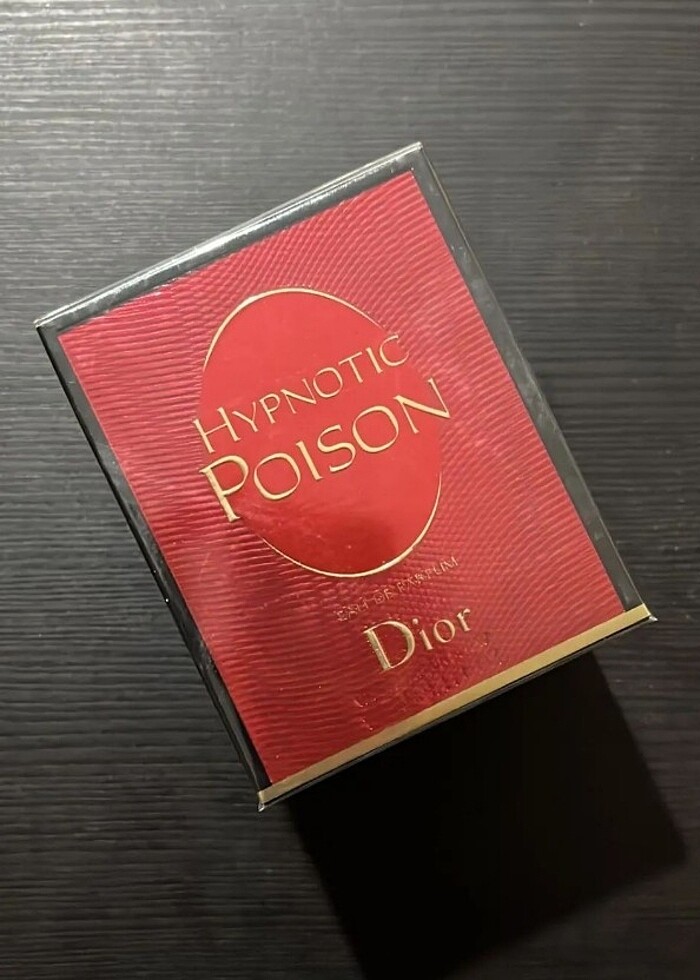 HYPNOTIC
POISON
EAU DE PARFUM
Dior